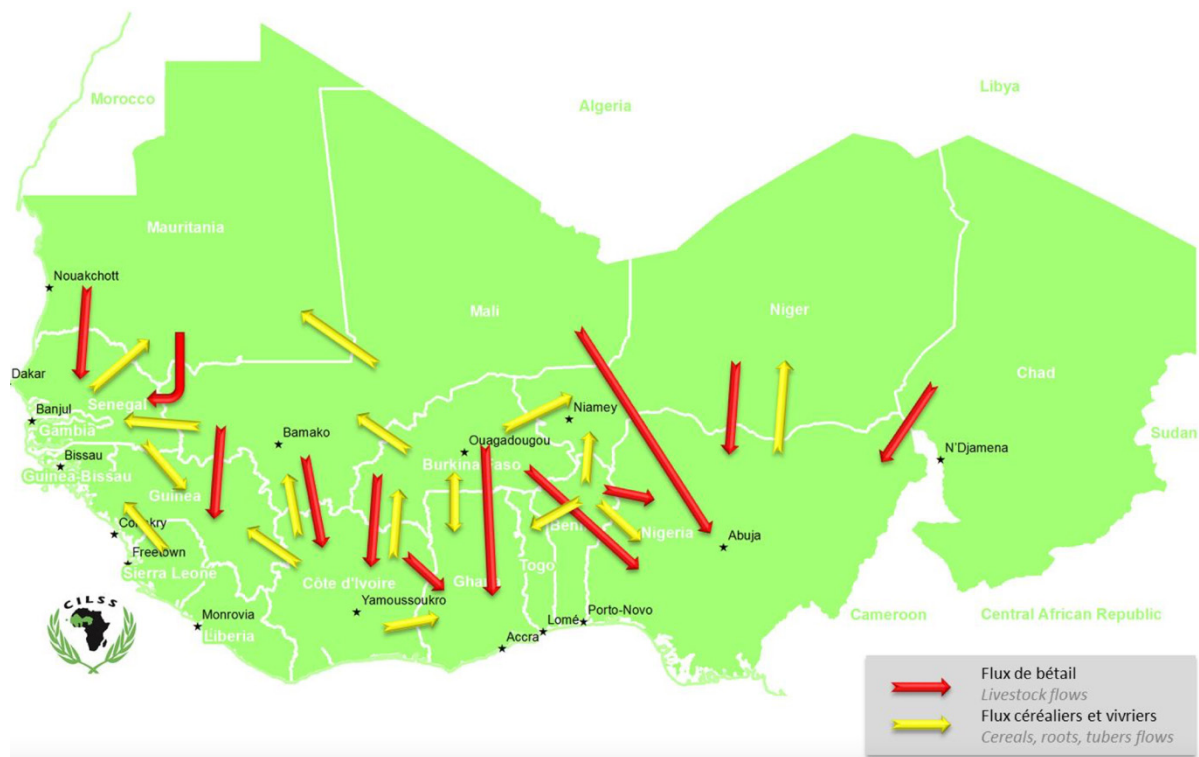 Libya
Morocco
Algeria
Mauritania
Nouakchott
Mali
Niger
Chad
Dakar
Senegal
Banjul
Gambia
Niamey
Bamako
Ouagadougou
Sudan
N'Djamena
Bissau
Burkina Faso
Guinea-Bissau
Guinea
Conakry
Benin
Nigeria
Abuja
Freetown
Sierra Leone
Côte d'Ivoire
Ghana
Togo
CILSS
Yamoussoukro
Monrovia
Liberia
Lomé
Porto-Novo
Accra
Cameroon
Central African Republic
Flux de bétail
Livestock flows
Flux céréaliers et vivriers
Cereals, roots, tubers flows